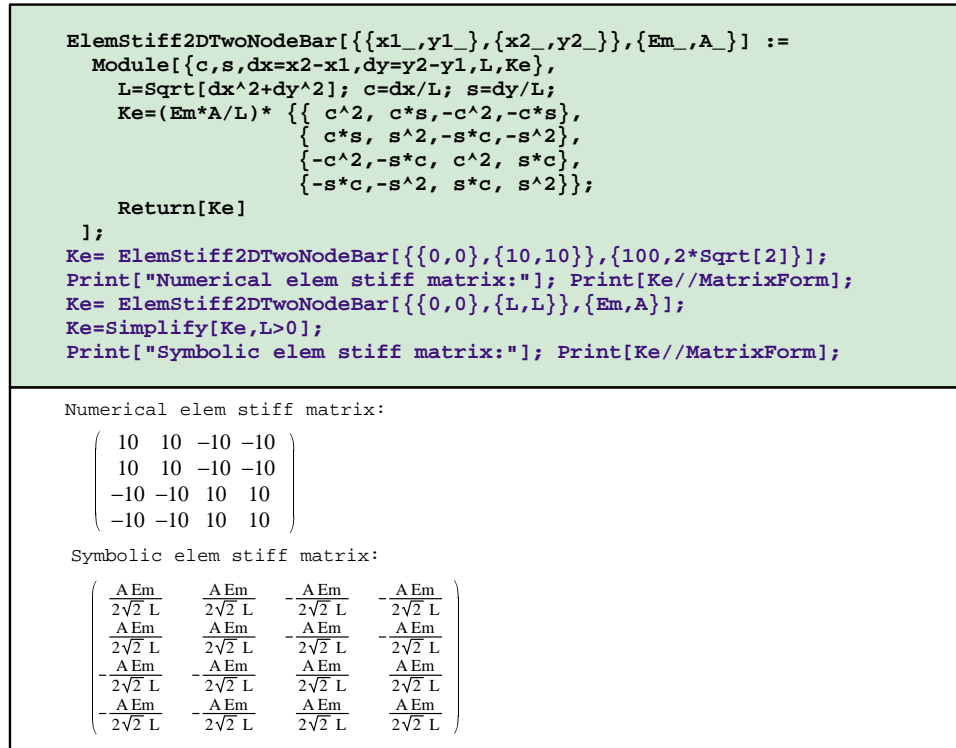 ElemStiff2DTwoNodeBar[{{x1_,y1_},{x2_,y2_}},{Em_,A_}] :=
Module[{c,s,dx=x2-x1,dy=y2-y1,L,Ke},
L=Sqrt[dx^2+dy^2]; c=dx/L; s=dy/L;
Ke=(Em*A/L)* {{ c^2, c*s,-c^2,-c*s},
{ c*s, s^2,-s*c,-s^2},
{-c^2,-s*c, c^2, s*c},
{-s*c,-s^2, s*c, s^2}};
Return[Ke]
];
Ke= ElemStiff2DTwoNodeBar[{{0,0},{10,10}},{100,2*Sqrt[2]}];
Print["Numerical elem stiff matrix:"]; Print[Ke//MatrixForm];
Ke= ElemStiff2DTwoNodeBar[{{0,0},{L,L}},{Em,A}];
Ke=Simplify[Ke,L>0];
Print["Symbolic elem stiff matrix:"]; Print[Ke//MatrixForm];
Numerical elem stiff matrix:
10 10 −10 −10
10 10 −10 −10
−10 −10 10 10
−10 −10 10 10
Symbolic elem stiff matrix:
A Em A Em − A Em − A Em
2√2 L 2√2 L 2√2 L 2√2 L
A Em A Em − A Em − A Em
2√2 L 2√2 L 2√2 L 2√2 L
− A Em − A Em A Em A Em
2√2 L 2√2 L 2√2 L 2√2 L
− A Em − A Em A Em A Em
2√2 L 2√2 L 2√2 L 2√2 L